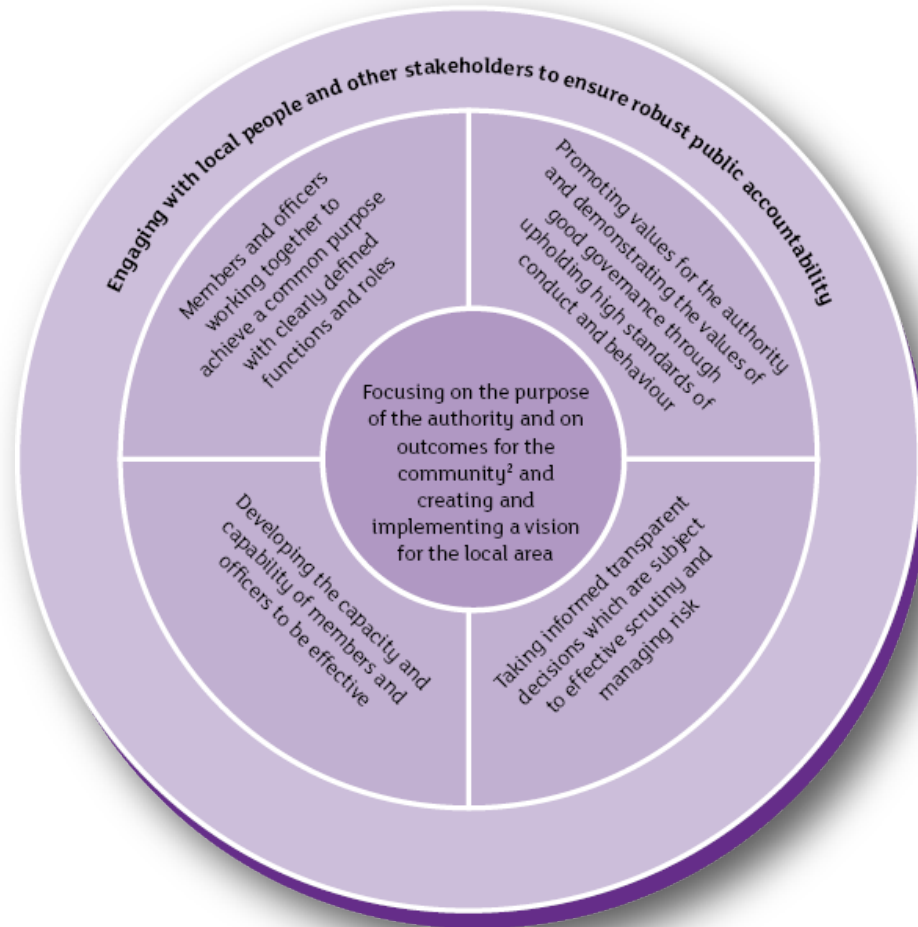 Engaging with local people and other stakeholders to ensure robust public accountability
Members and officers
working together to
achieve a common purpose
with clearly defined
functions and roles
Promoting values for the authority
and demonstrating the values of
good governance through
upholding high standards of
conduct and behaviour
Focusing on the purpose
of the authority and on
outcomes for the
community² and
creating and
implementing a vision
for the local area
Developing the capacity and
capability of members and
officers to be effective
Taking informed transparent
decisions which are subject
to effective scrutiny and
managing risk